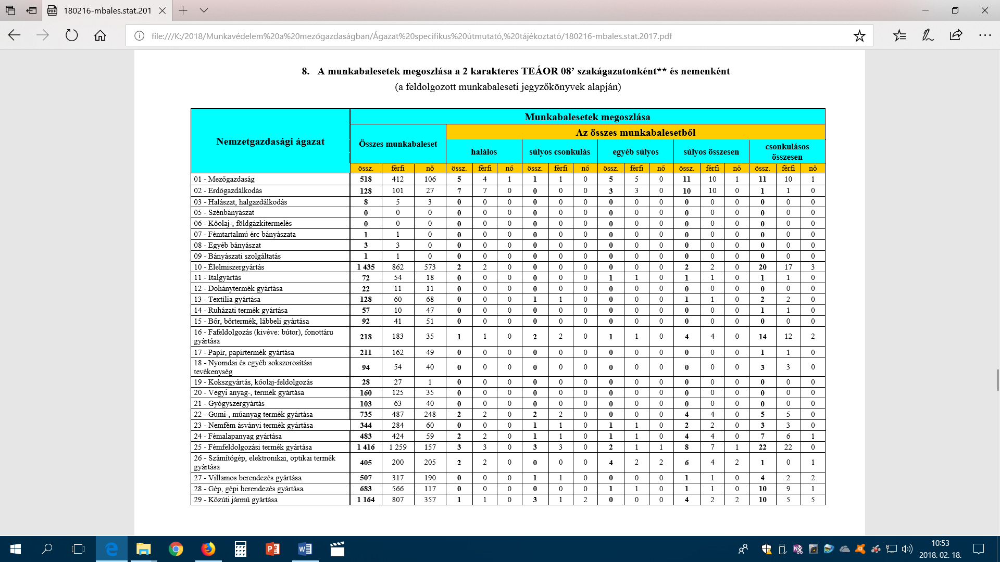 180216-mbales.stat.201
file:///K:/2018/Munkavédelem%20a%20mezőgazdaságban/Ágazat%20specifikus%20útmutató,%20tájékoztató/180216-mbales.stat.2017.pdf
8. A munkabalesetek megoszlása a 2 karakteres TEÁOR 08’ szakágazatonként** és nemenként
(a feldolgozott munkabaleseti jegyzőkönyvek alapján)
Nemzetgazdasági ágazat
Munkabalesetek megoszlása
Összes munkabaleset
Az összes munkabalesetből
halálos súlyos csonkulás egyéb súlyos súlyos összesen csonkulásos összesen
össz. férfi nő össz. férfi nő össz. férfi nő össz. férfi nő össz. férfi nő össz. férfi nő
01 - Mezőgazdaság 518 412 106 5 4 1 1 1 0 5 5 0 11 10 1 11 10 1
02 - Erdőgazdálkodás 128 101 27 7 7 0 0 0 0 3 3 0 10 10 0 1 1 0
03 - Halászat, halgazdálkodás 8 5 3 0 0 0 0 0 0 0 0 0 0 0 0 0 0 0
05 - Szénbányászat 0 0 0 0 0 0 0 0 0 0 0 0 0 0 0 0 0 0
06 - Kőolaj-, földgázkitermelés 0 0 0 0 0 0 0 0 0 0 0 0 0 0 0 0 0 0
07 - Fémtartalmú érc bányászata 1 1 0 0 0 0 0 0 0 0 0 0 0 0 0 0 0 0
08 - Egyéb bányászat 3 3 0 0 0 0 0 0 0 0 0 0 0 0 0 0 0 0
09 - Bányászati szolgáltatás 1 1 0 0 0 0 0 0 0 0 0 0 0 0 0 0 0 0
10 - Élelmiszergyártás 1 435 862 573 2 2 0 0 0 0 0 0 0 2 2 0 20 17 3
11 - Italgyártás 72 54 18 0 0 0 0 0 0 1 1 0 1 1 0 1 1 0
12 - Dohánytermék gyártása 22 11 11 0 0 0 0 0 0 0 0 0 0 0 0 0 0 0
13 - Textília gyártása 128 60 68 0 0 0 1 1 0 0 0 0 1 1 0 2 2 0
14 - Ruházati termék gyártása 57 10 47 0 0 0 0 0 0 0 0 0 0 0 0 1 1 0
15 - Bőr, bőrtermék, lábbeli gyártása 92 41 51 0 0 0 0 0 0 0 0 0 0 0 0 0 0 0
16 - Fafeldolgozás (kivéve: bútor), fonottáru
gyártása 218 183 35 1 1 0 2 2 0 1 1 0 4 4 0 14 12 2
17 - Papír, papírtermék gyártása 211 162 49 0 0 0 0 0 0 0 0 0 0 0 0 1 1 0
18 - Nyomdai és egyéb sokszorosítási
tevékenység 94 54 40 0 0 0 0 0 0 0 0 0 0 0 0 3 3 0
19 - Kokszgyártás, kőolaj-feldolgozás 28 27 1 0 0 0 0 0 0 0 0 0 0 0 0 0 0 0
20 - Vegyi anyag-, termék gyártása 160 125 35 0 0 0 0 0 0 0 0 0 0 0 0 0 0 0
21 - Gyógyszergyártás 103 63 40 0 0 0 0 0 0 0 0 0 0 0 0 0 0 0
22 - Gumi-, műanyag termék gyártása 735 487 248 2 2 0 2 2 0 0 0 0 4 4 0 5 5 0
23 - Nemfém ásványi termék gyártása 344 284 60 0 0 0 1 1 0 1 1 0 2 2 0 3 3 0
24 - Fémalapanyag gyártása 483 424 59 2 2 0 1 1 0 1 1 0 4 4 0 7 6 1
25 - Fémfeldolgozási termék gyártása 1 416 1 259 157 3 3 0 3 3 0 2 1 1 8 7 1 22 22 0
26 - Számítógép, elektronikai, optikai termék
gyártása 405 200 205 2 2 0 0 0 0 4 2 2 6 4 2 1 0 1
27 - Villamos berendezés gyártása 507 317 190 0 0 0 1 1 0 0 0 0 1 1 0 4 2 2
28 - Gép, gépi berendezés gyártása 683 566 117 0 0 0 0 0 0 1 1 0 1 1 0 10 9 1
29 - Közúti jármű gyártása 1 164 807 357 1 1 0 3 1 2 0 0 0 4 2 2 10 5 5
10:53
2018. 02. 18.